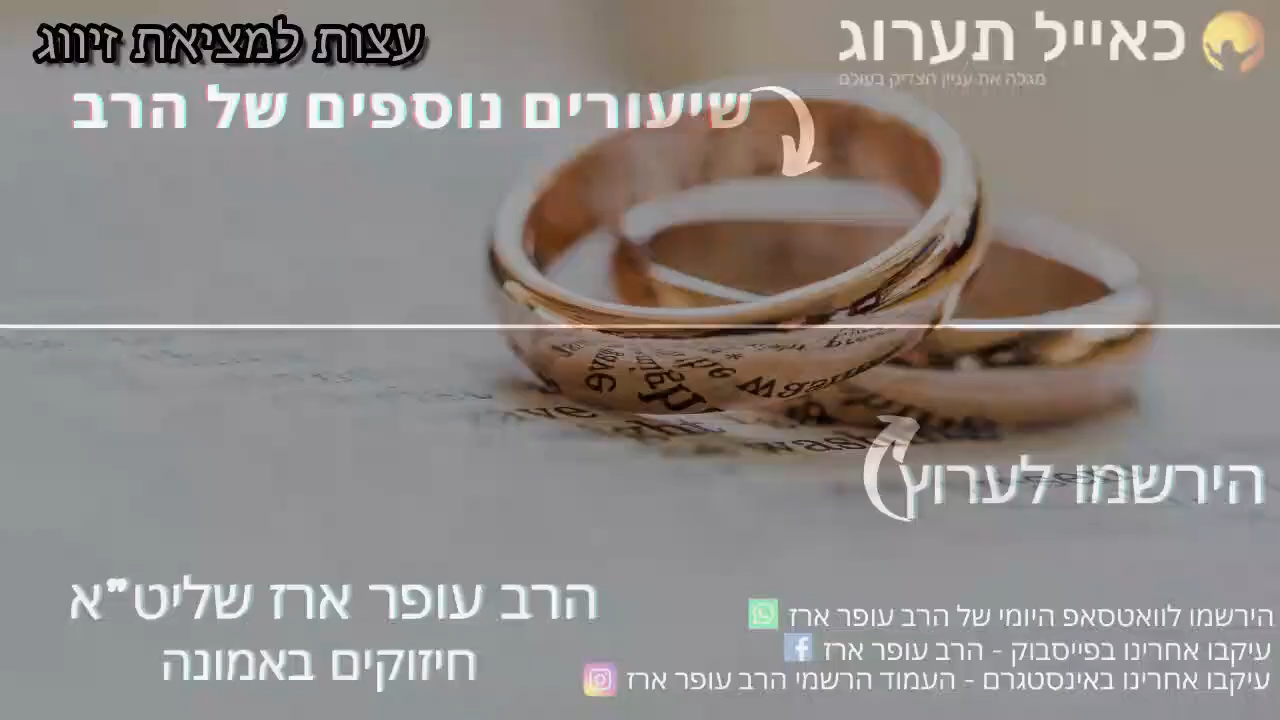 כאייל תערוג
מגלה את עניין הצדיק בעולם
עצות למציאת זיווג
שיעורים נוספים של הרב
הירשמו לערוץ
הרב עופר ארז שליט"א
חיזוקים באמונה
הירשמו לוואטסאפ היומי של הרב עופר ארז
עיקבו אחרינו בפייסבוק - הרב עופר ארז
עיקבו אחרינו באינסטגרם - העמוד הרשמי הרב עופר ארז